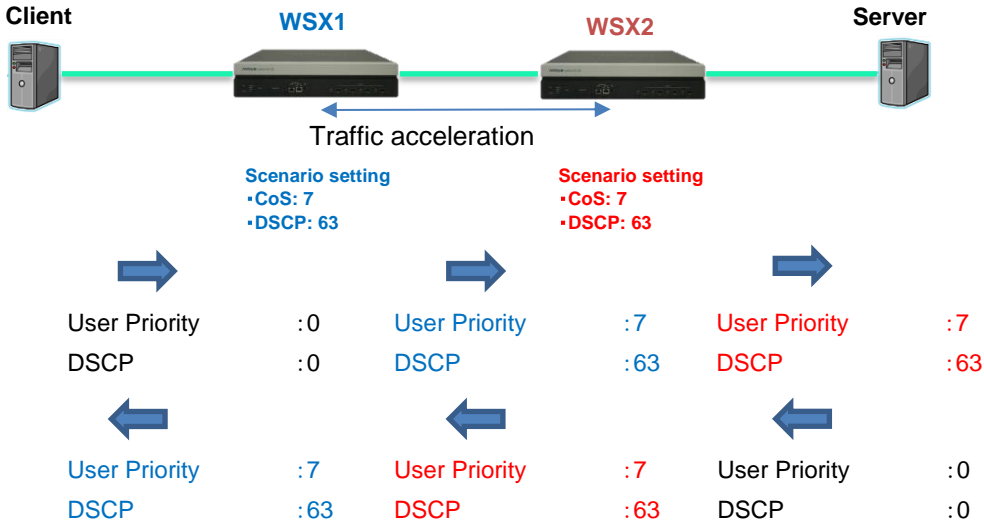 Client WSX1 WSX2 Server
Traffic acceleration
Scenario setting Scenario setting
・CoS: 7 ・CoS: 7
・DSCP: 63 ・DSCP: 63
User Priority :0 User Priority :7 User Priority :7
DSCP :0 DSCP :63 DSCP :63
User Priority :7 User Priority :7 User Priority :0
DSCP :63 DSCP :63 DSCP :0